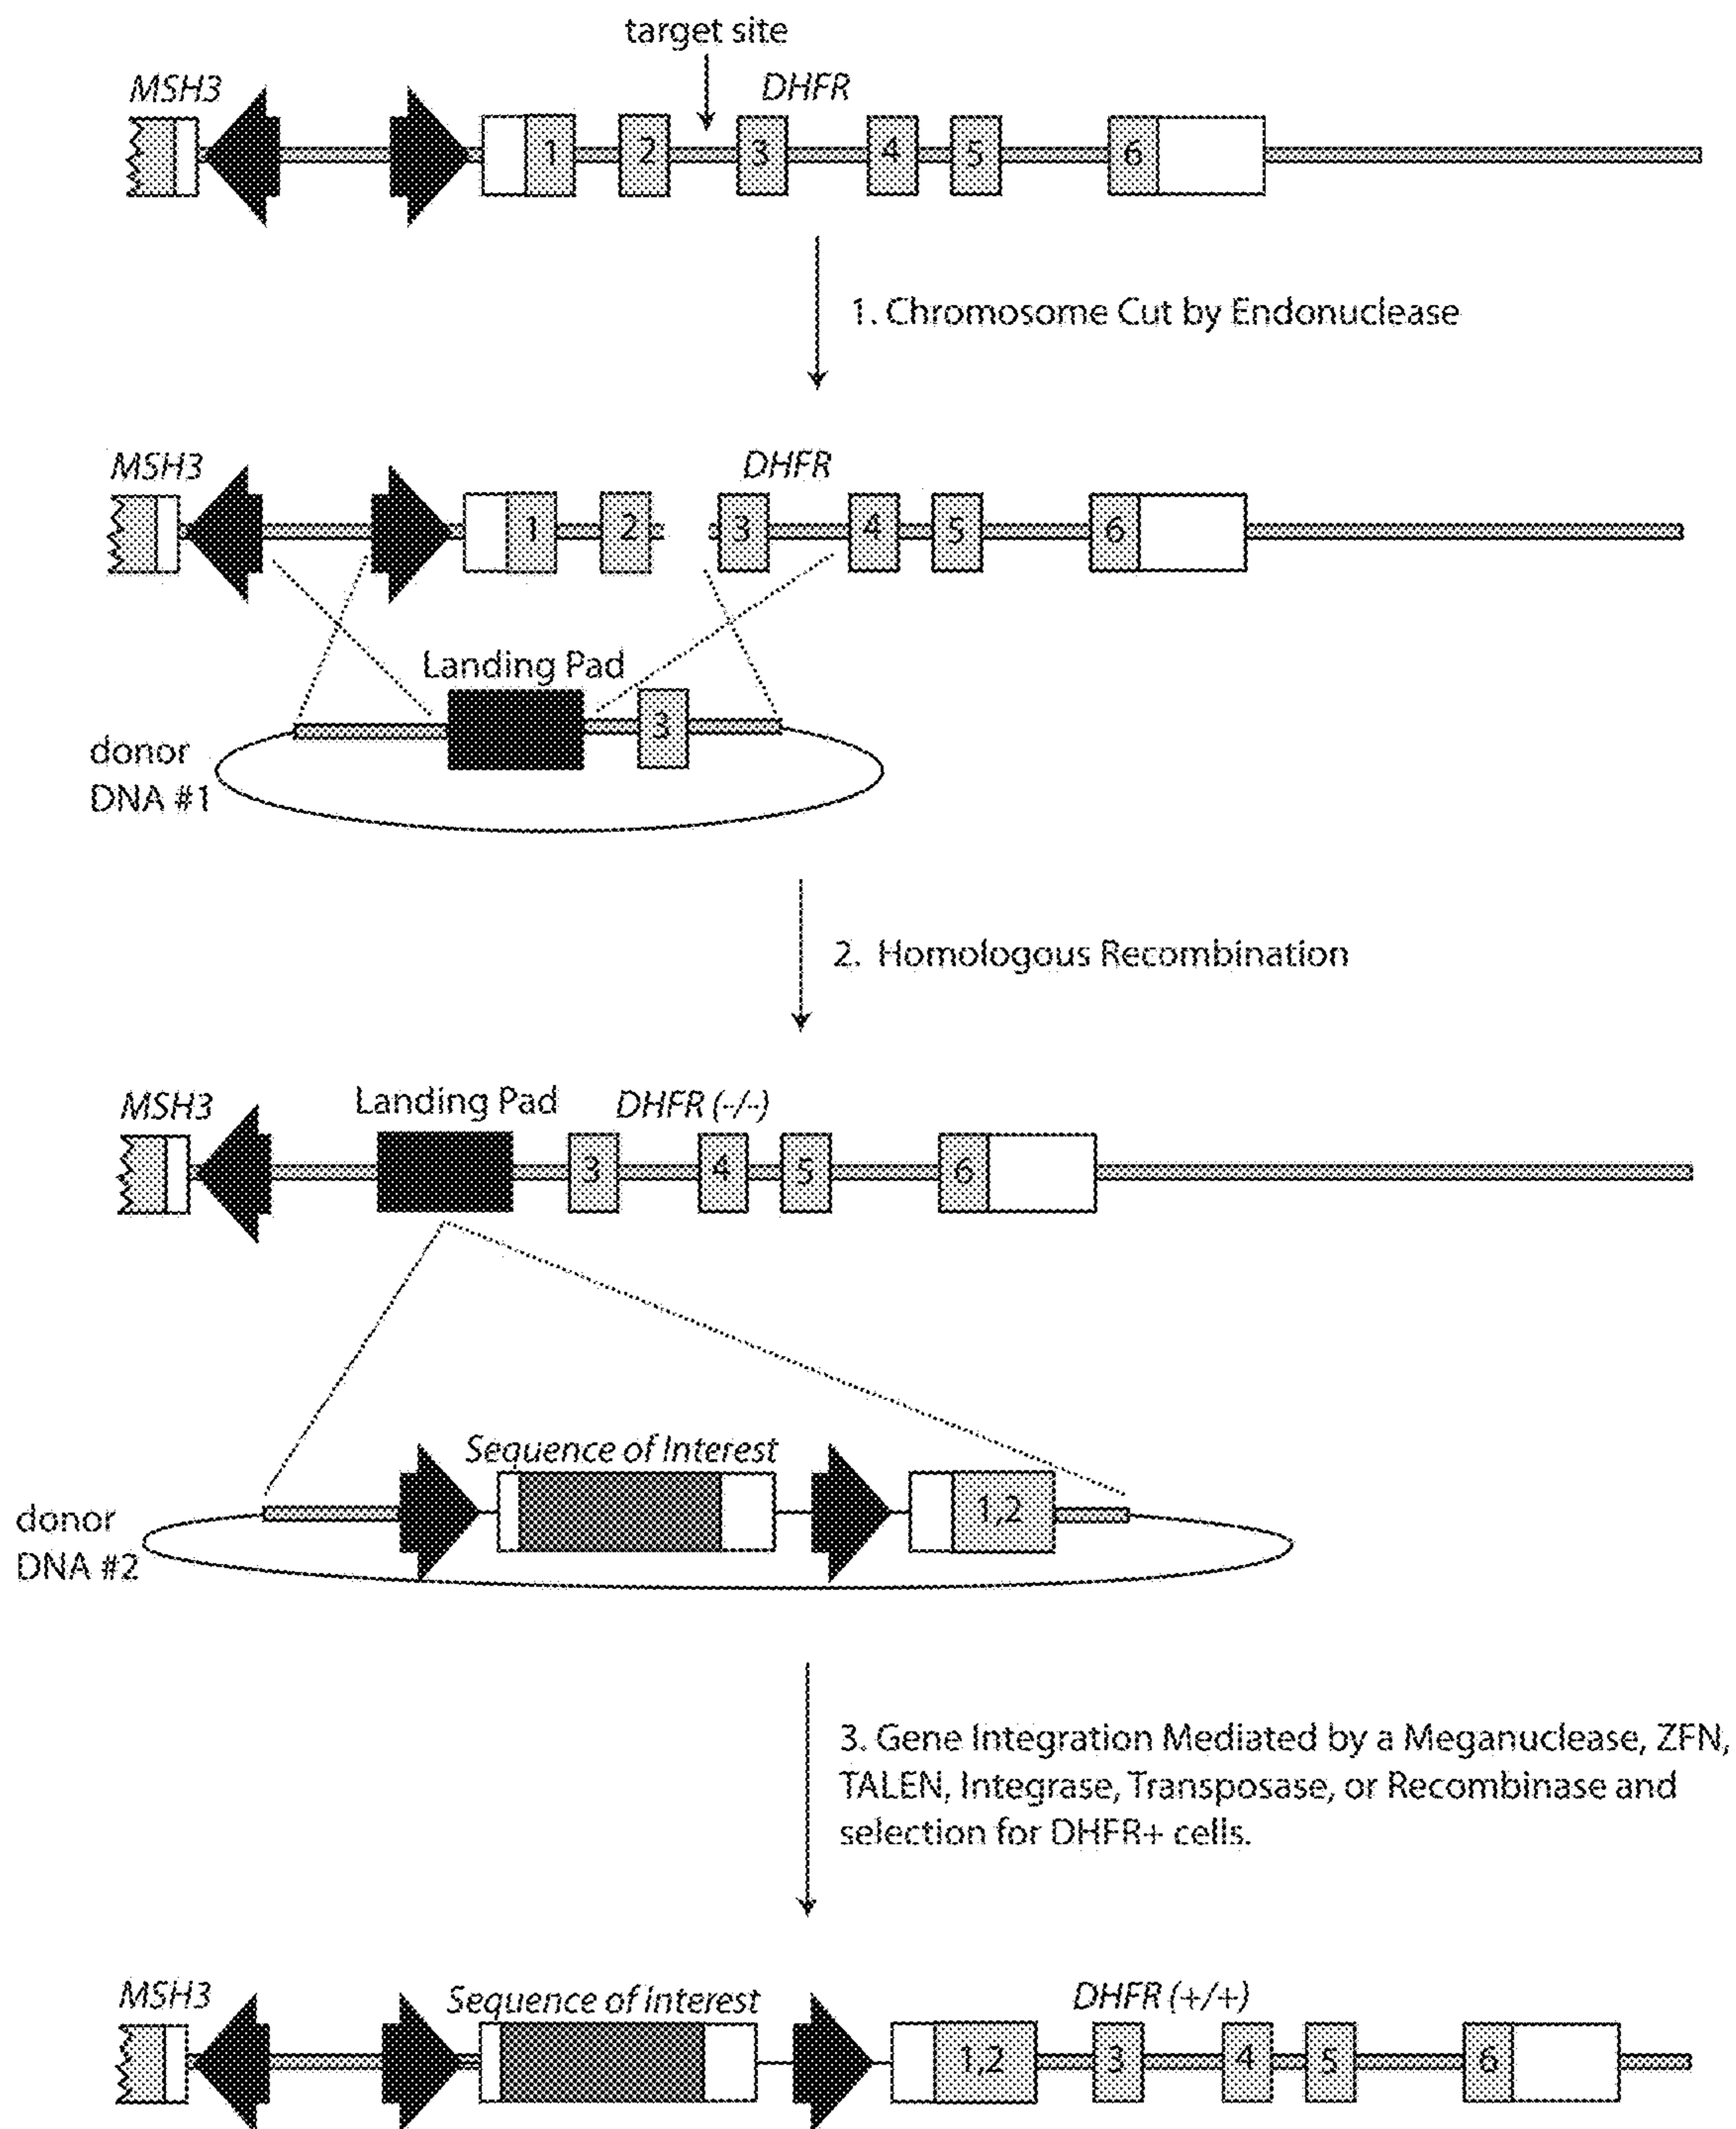 target site
MSH3
DHFR
1 2 3 4 5 6
1. Chromosome Cut by Endonuclease
MSH3
DHFR
1 2 3 4 5 6
Landing Pad
3
donor
DNA #1
2. Homologous Recombination
MSH3
Landing Pad
DHFR (-/-)
3 4 5 6
Sequence of Interest
1,2
donor
DNA #2
3. Gene Integration Mediated by a Meganuclease, ZFN,
TALEN, Integrase, Transposase, or Recombinase and
selection for DHFR+ cells.
MSH3
Sequence of Interest
DHFR (+/+)
1,2 3 4 5 6